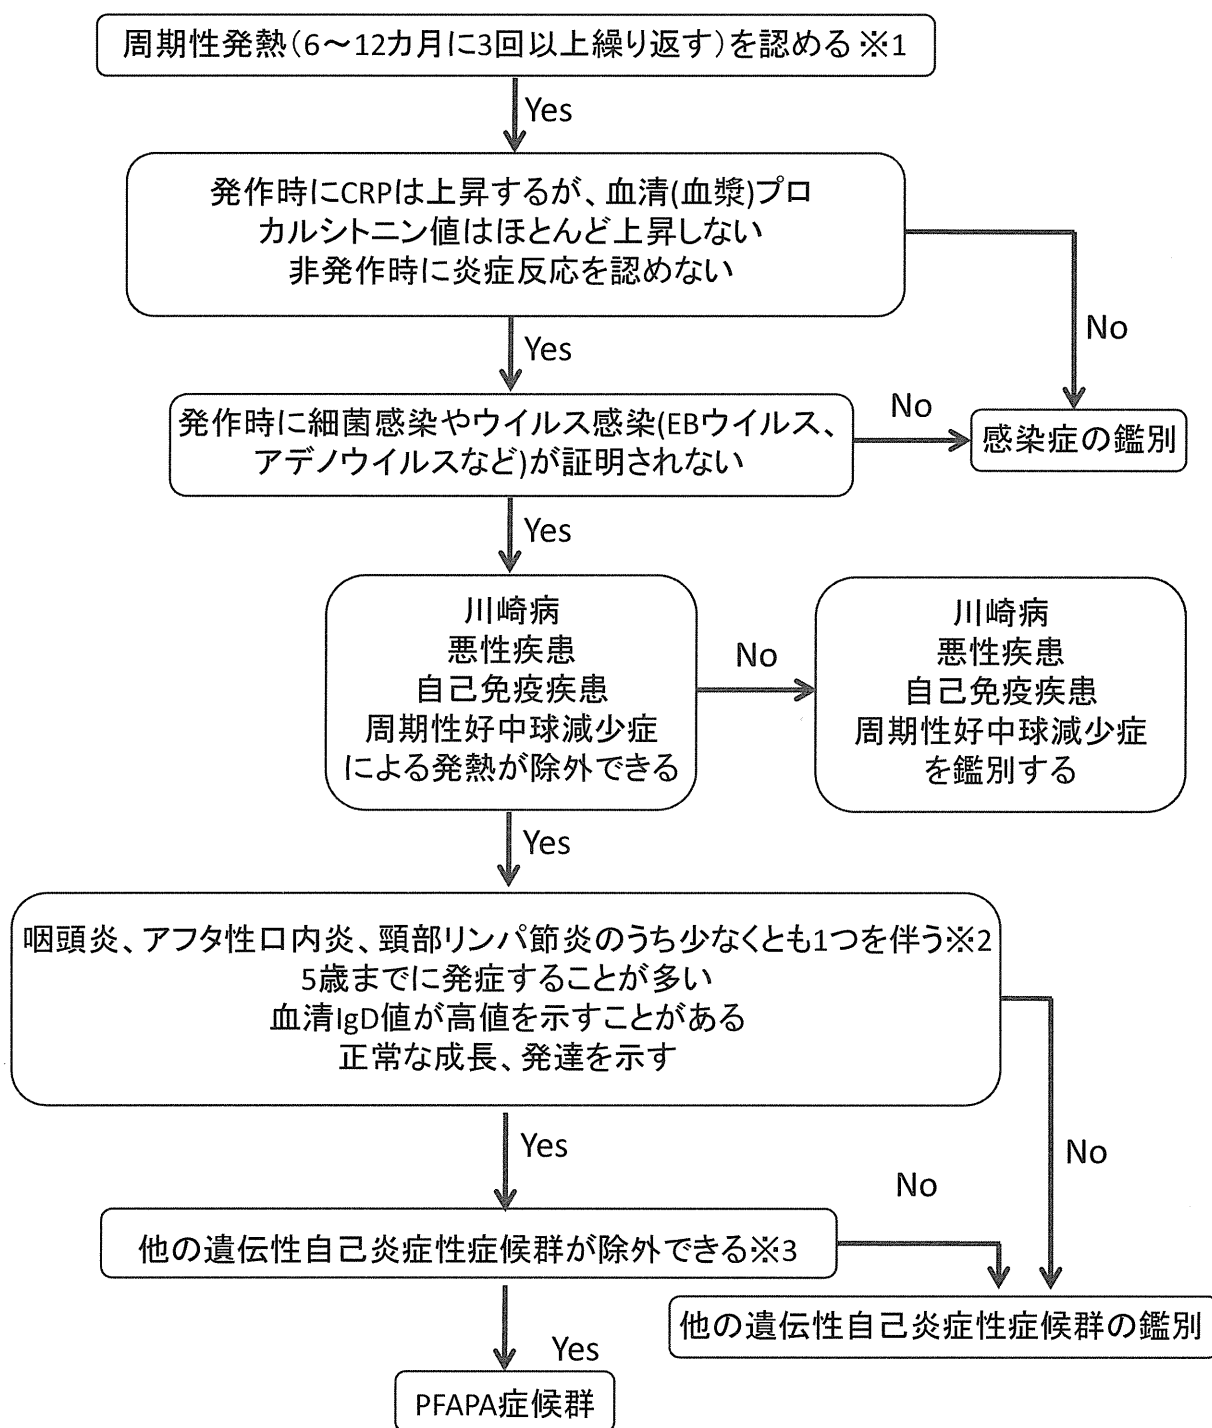 周期性発熱(6～12カ月に3回以上繰り返す)を認める※1
Yes
発作時にCRPは上昇するが、血清(血漿)プロ
カルシトニン値はほとんど上昇しない
非発作時に炎症反応を認めない
No
Yes
発作時に細菌感染やウイルス感染(EBウイルス、
アデノウイルスなど)が証明されない
No
感染症の鑑別
Yes
川崎病
悪性疾患
自己免疫疾患
周期性好中球減少症
による発熱が除外できる
No
川崎病
悪性疾患
自己免疫疾患
周期性好中球減少症
を鑑別する
Yes
咽頭炎、アフタ性口内炎、頸部リンパ節炎のうち少なくとも1つを伴う※2
5歳までに発症することが多い
血清IgD値が高値を示すことがある
正常な成長、発達を示す
Yes
No
No
他の遺伝性自己炎症性症候群が除外できる※3
他の遺伝性自己炎症性症候群の鑑別
Yes
PFAPA症候群